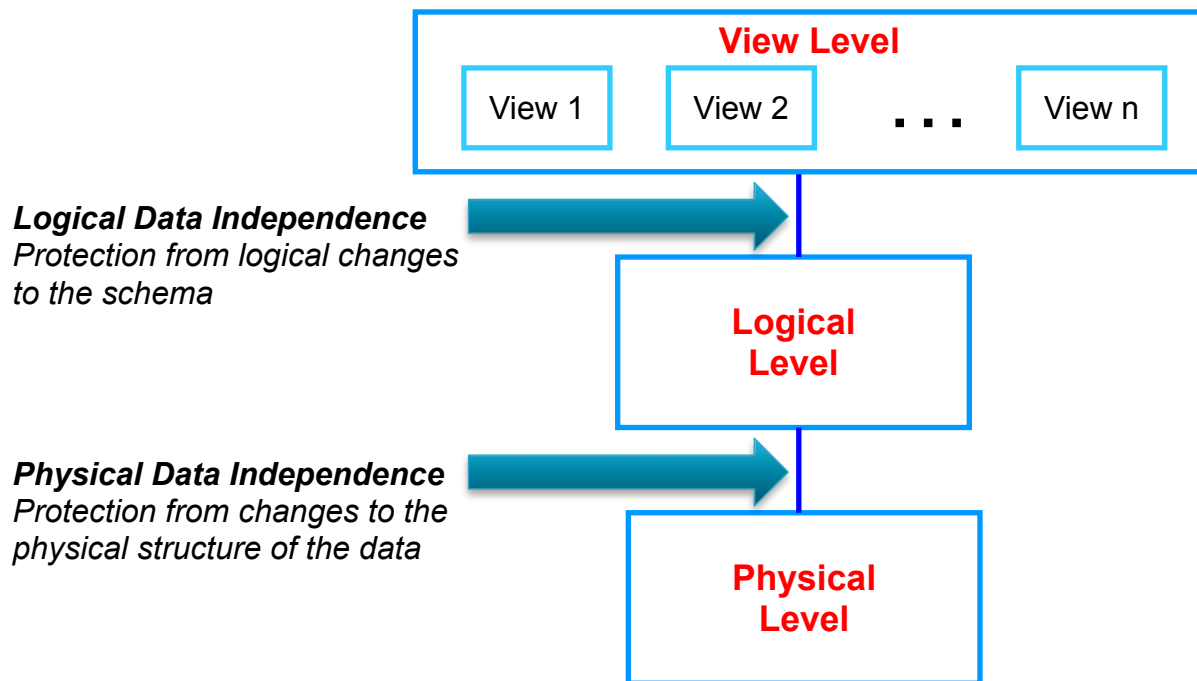 View Level
View 1
View 2
...
View n
Logical Data Independence
Protection from logical changes
to the schema
Logical
Level
Physical Data Independence
Protection from changes to the
physical structure of the data
Physical
Level